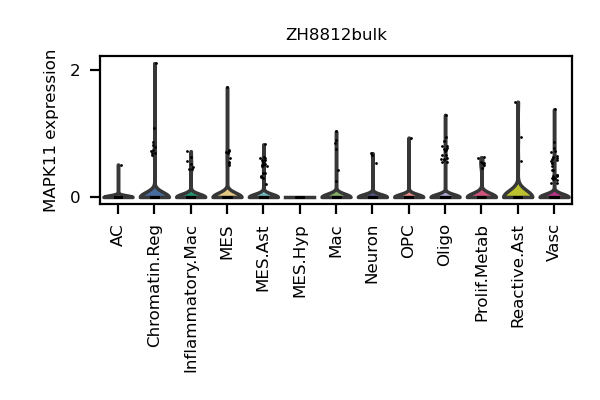 ZH8812bulk
MAPK11 expression
2
0
AC
Chromatin.Reg
Inflammatory.Mac
MES
MES.Ast
MES.Hyp
Mac
Neuron
OPC
Oligo
Prolif.Metab
Reactive.Ast
Vasc